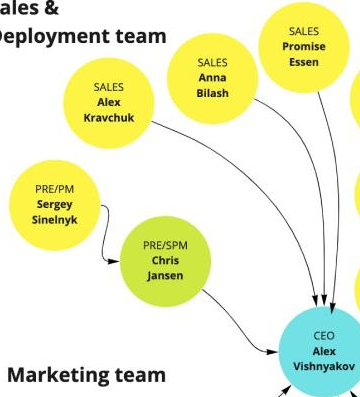 ales &
Deployment team
SALES
Promise
Essen
SALES
Anna
Bilash
SALES
Alex
Kravchuk
PRE/PM
Sergey
Sinelnyk
PRE/SPM
Chris
Jansen
CEO
Alex
Vishnyakov
Marketing team